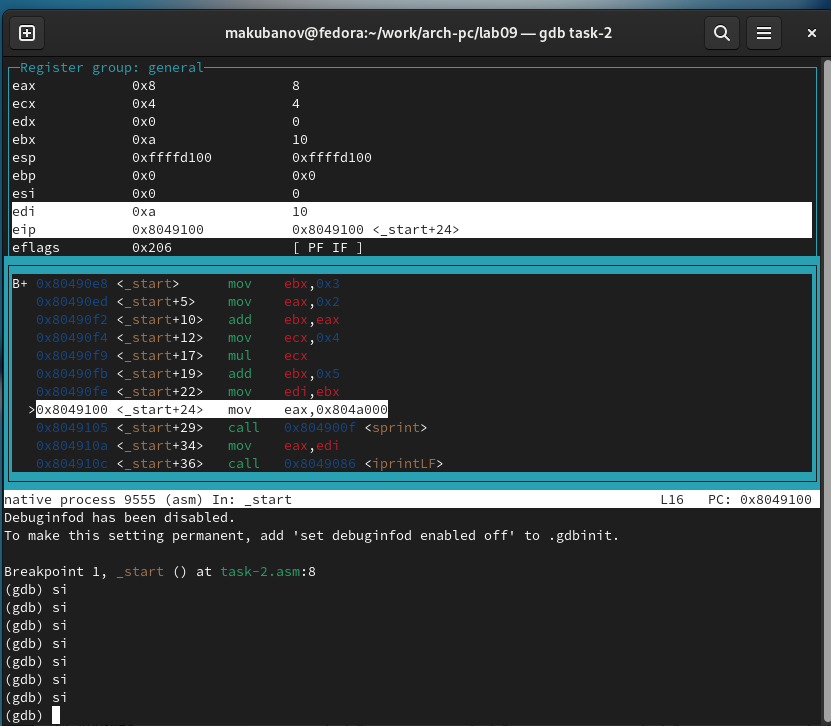 makubanov@fedora:~/work/arch-pc/lab09 — gdb task-2
Register group: general
eax 0x8 8
ecx 0x4 4
edx 0x0 0
ebx 0xa 10
esp 0xffffd100 0xffffd100
ebp 0x0 0x0
esi 0x0 0
edi 0xa 10
eip 0x8049100 0x8049100 <_start+24>
eflags 0x206 [ PF IF ]
B+ 0x80490e8 <_start> mov ebx,0x3
0x80490ed <_start+5> mov eax,0x2
0x80490f2 <_start+10> add ebx,eax
0x80490f4 <_start+12> mov ecx,0x4
0x80490f9 <_start+17> mul ecx
0x80490fb <_start+19> add ebx,0x5
0x80490fe <_start+22> mov edi,ebx
>0x8049100 <_start+24> mov eax,0x804a000
0x8049105 <_start+29> call 0x804900f <sprint>
0x804910a <_start+34> mov eax,edi
0x804910c <_start+36> call 0x8049086 <iprintLF>
native process 9555 (asm) In: _start L16 PC: 0x8049100
Debuginfod has been disabled.
To make this setting permanent, add 'set debuginfod enabled off' to .gdbinit.
Breakpoint 1, _start () at task-2.asm:8
(gdb) si
(gdb) si
(gdb) si
(gdb) si
(gdb) si
(gdb) si
(gdb) si
(gdb)